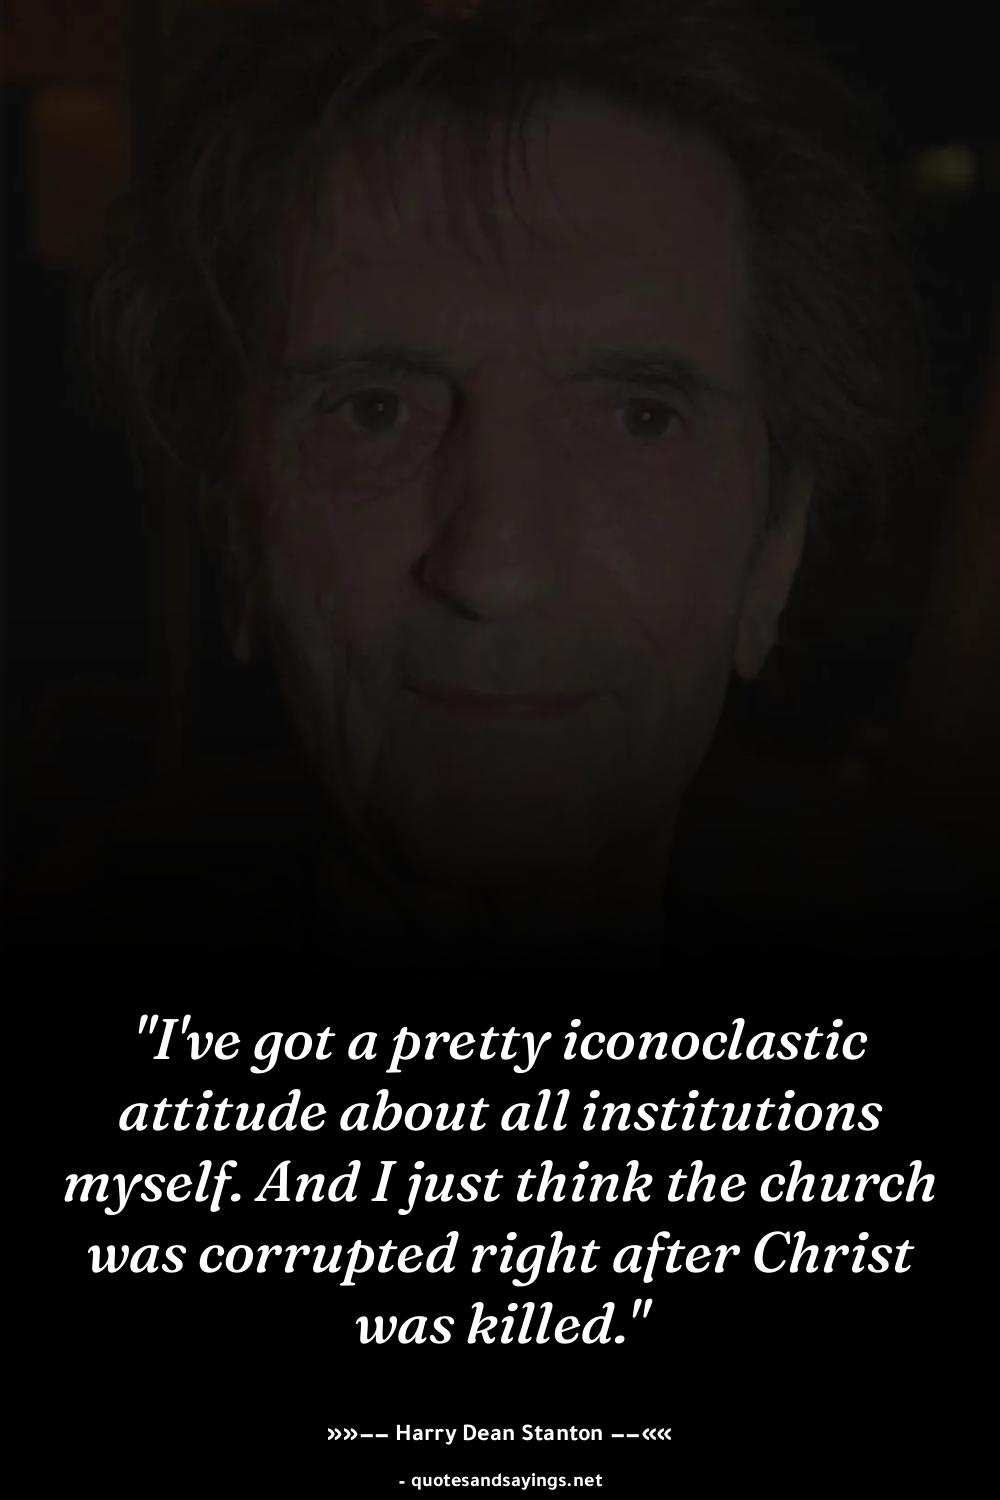 "I've got a pretty iconoclastic
attitude about all institutions
myself. And I just think the church
was corrupted right after Christ
was killed."
»»–– Harry Dean Stanton ––««
- quotesandsayings.net